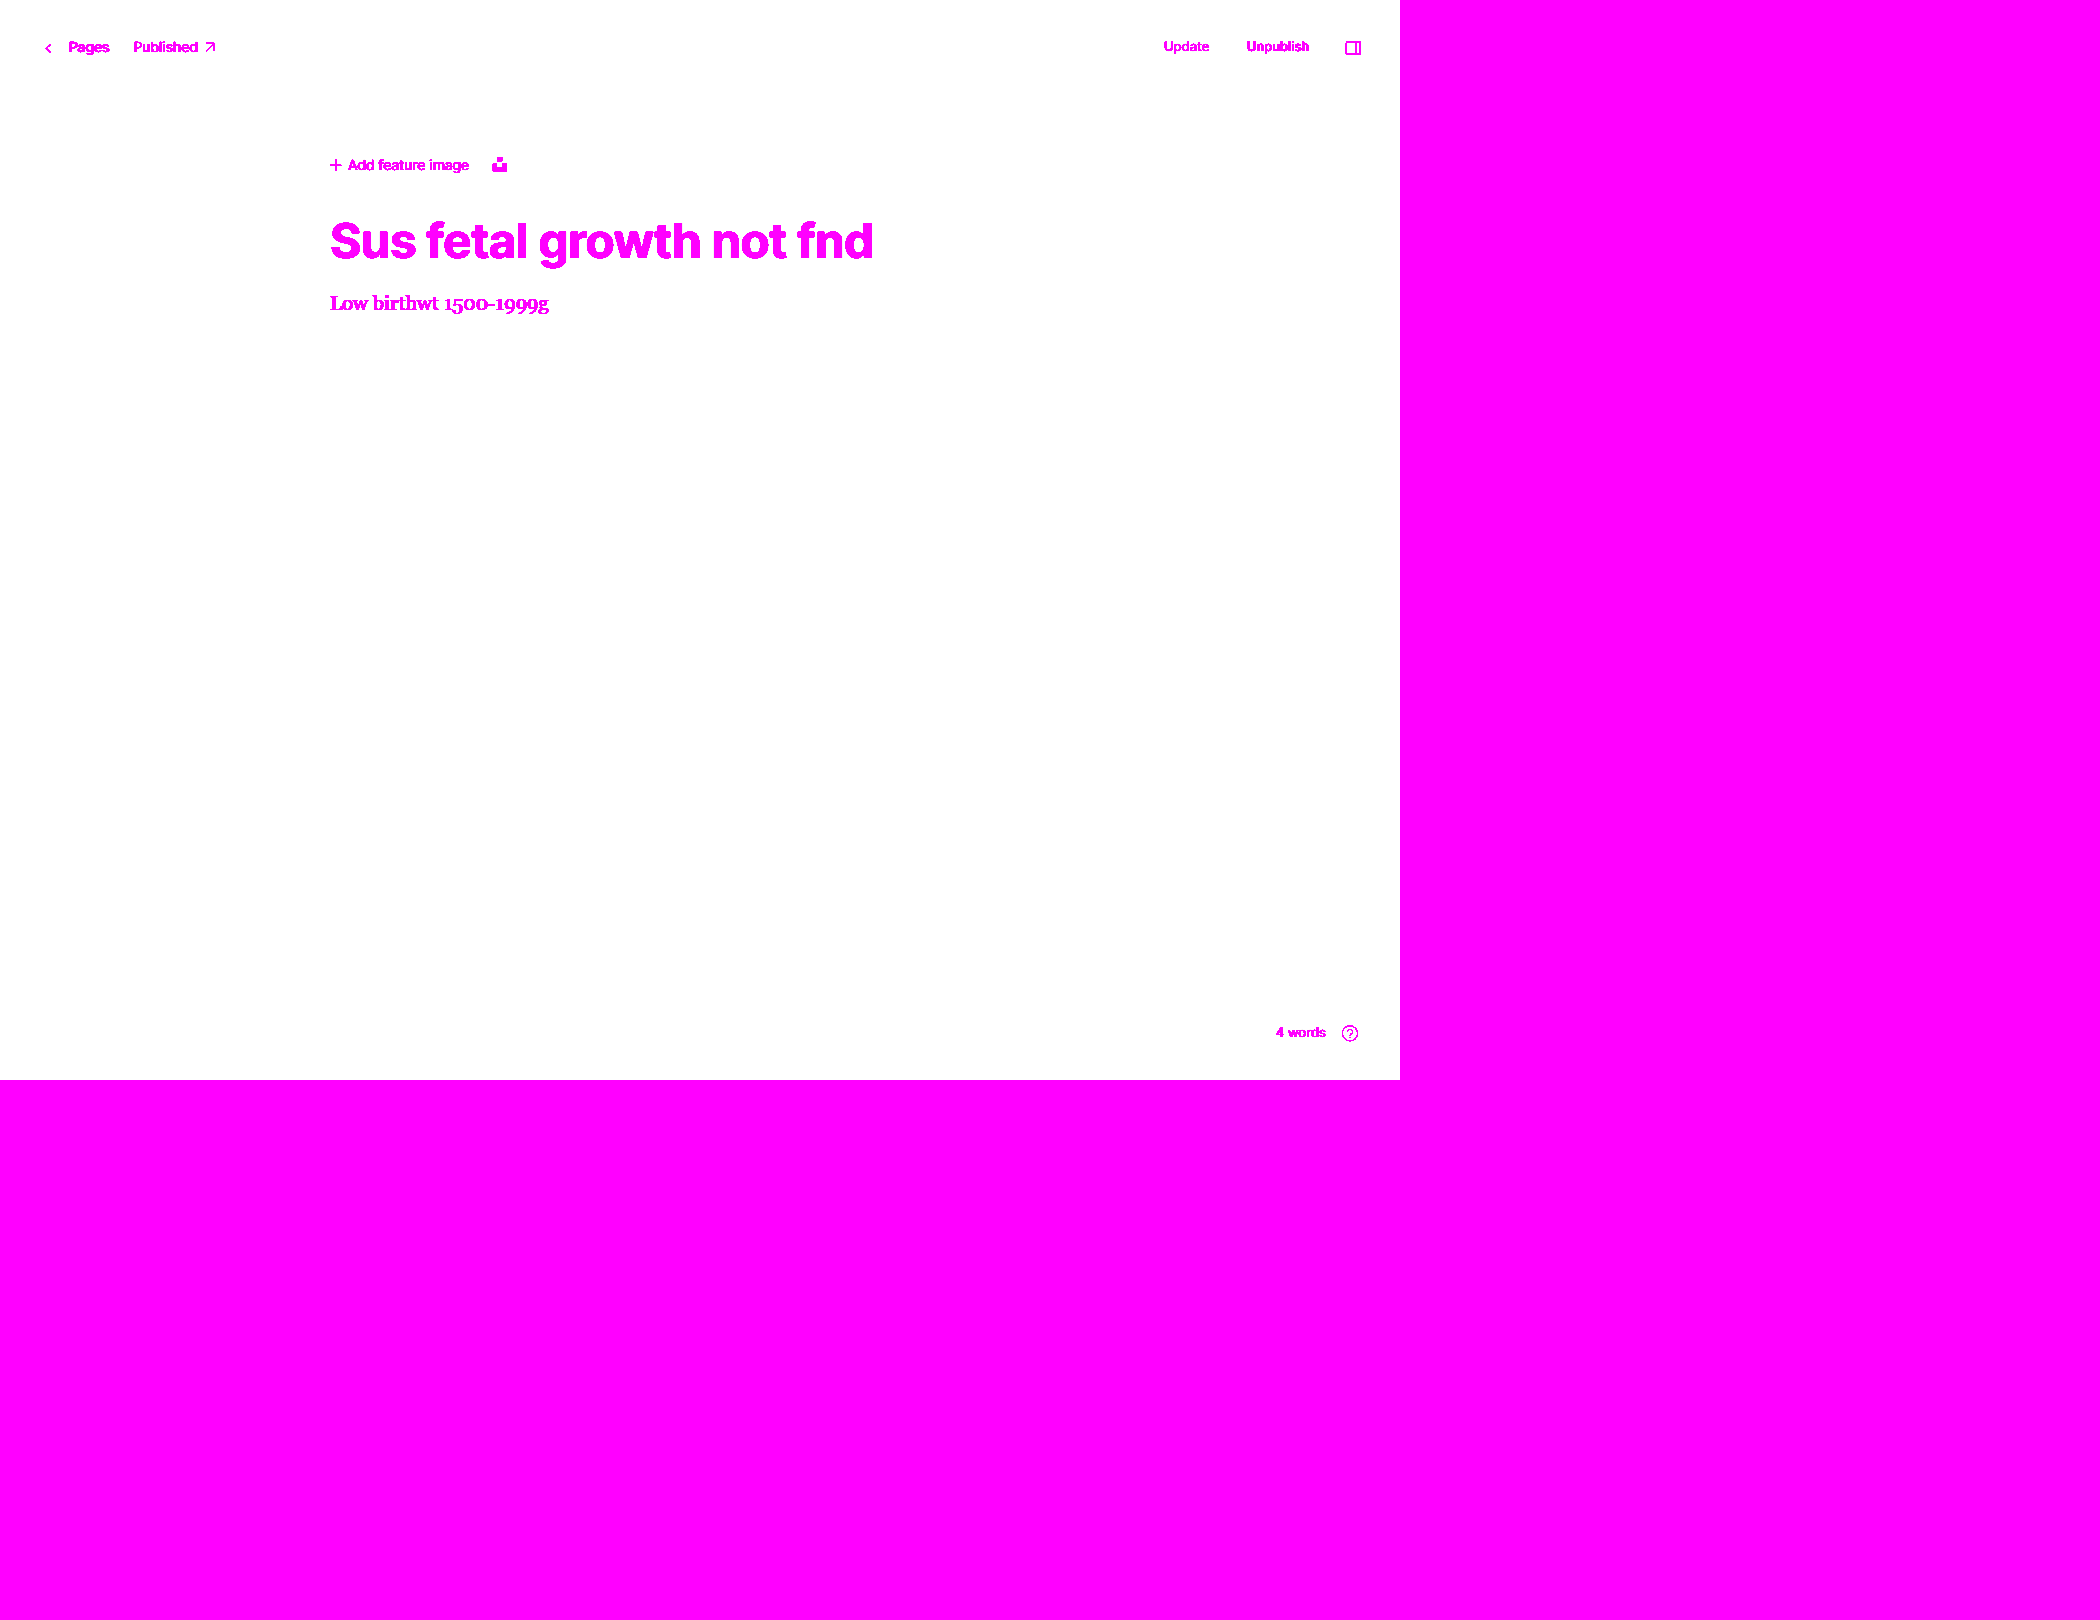 Pages Published
Update Unpublish
Add feature image
Sus fetal growth not fnd
Low birthwt 1500-1999g
4 words